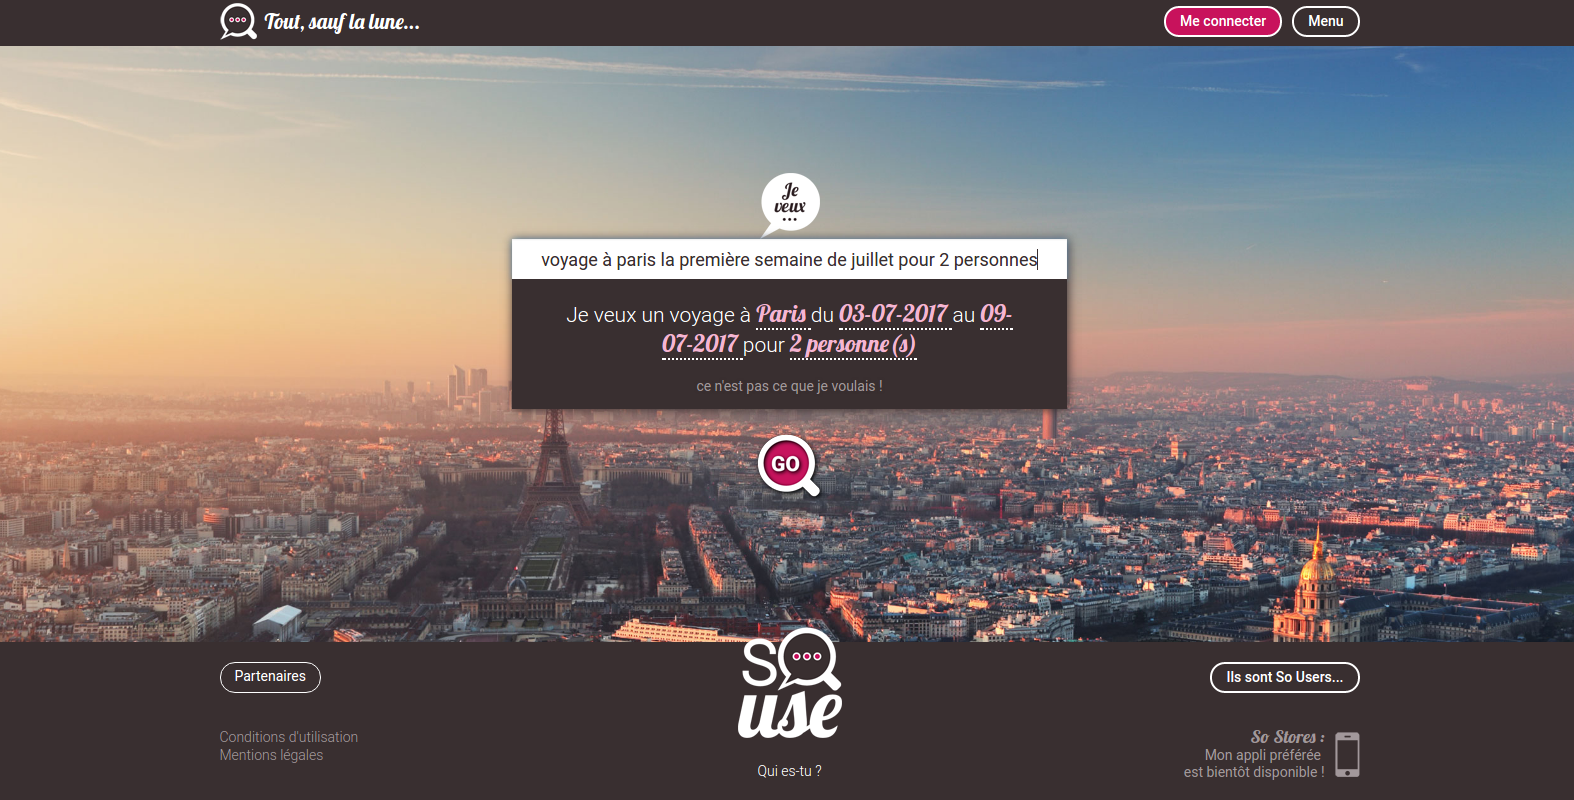 Tout, sauf la lune...
Me connecter
Menu
Je
veux
...
voyage à paris la première semaine de juillet pour 2 personnes
Je veux un voyage à Paris du 03-07-2017 au 09-
07-2017 pour 2 personne(s)
ce n'est pas ce que je voulais !
GO
Partenaires
So
use
Ils sont So Users...
Conditions d'utilisation
Mentions légales
Qui es-tu ?
So Stores :
Mon appli préférée
est bientôt disponible !